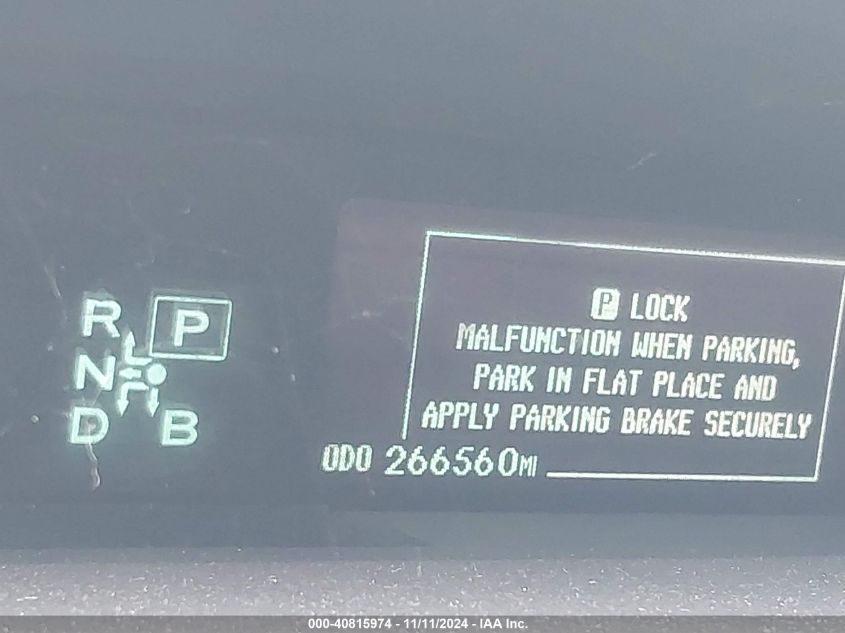 R P
N
D B
P LOCK
MALFUNCTION WHEN PARKING,
PARK IN FLAT PLACE AND
APPLY PARKING BRAKE SECURELY
ODO 266560MI
000-40815974 - 11/11/2024 - IAA Inc.